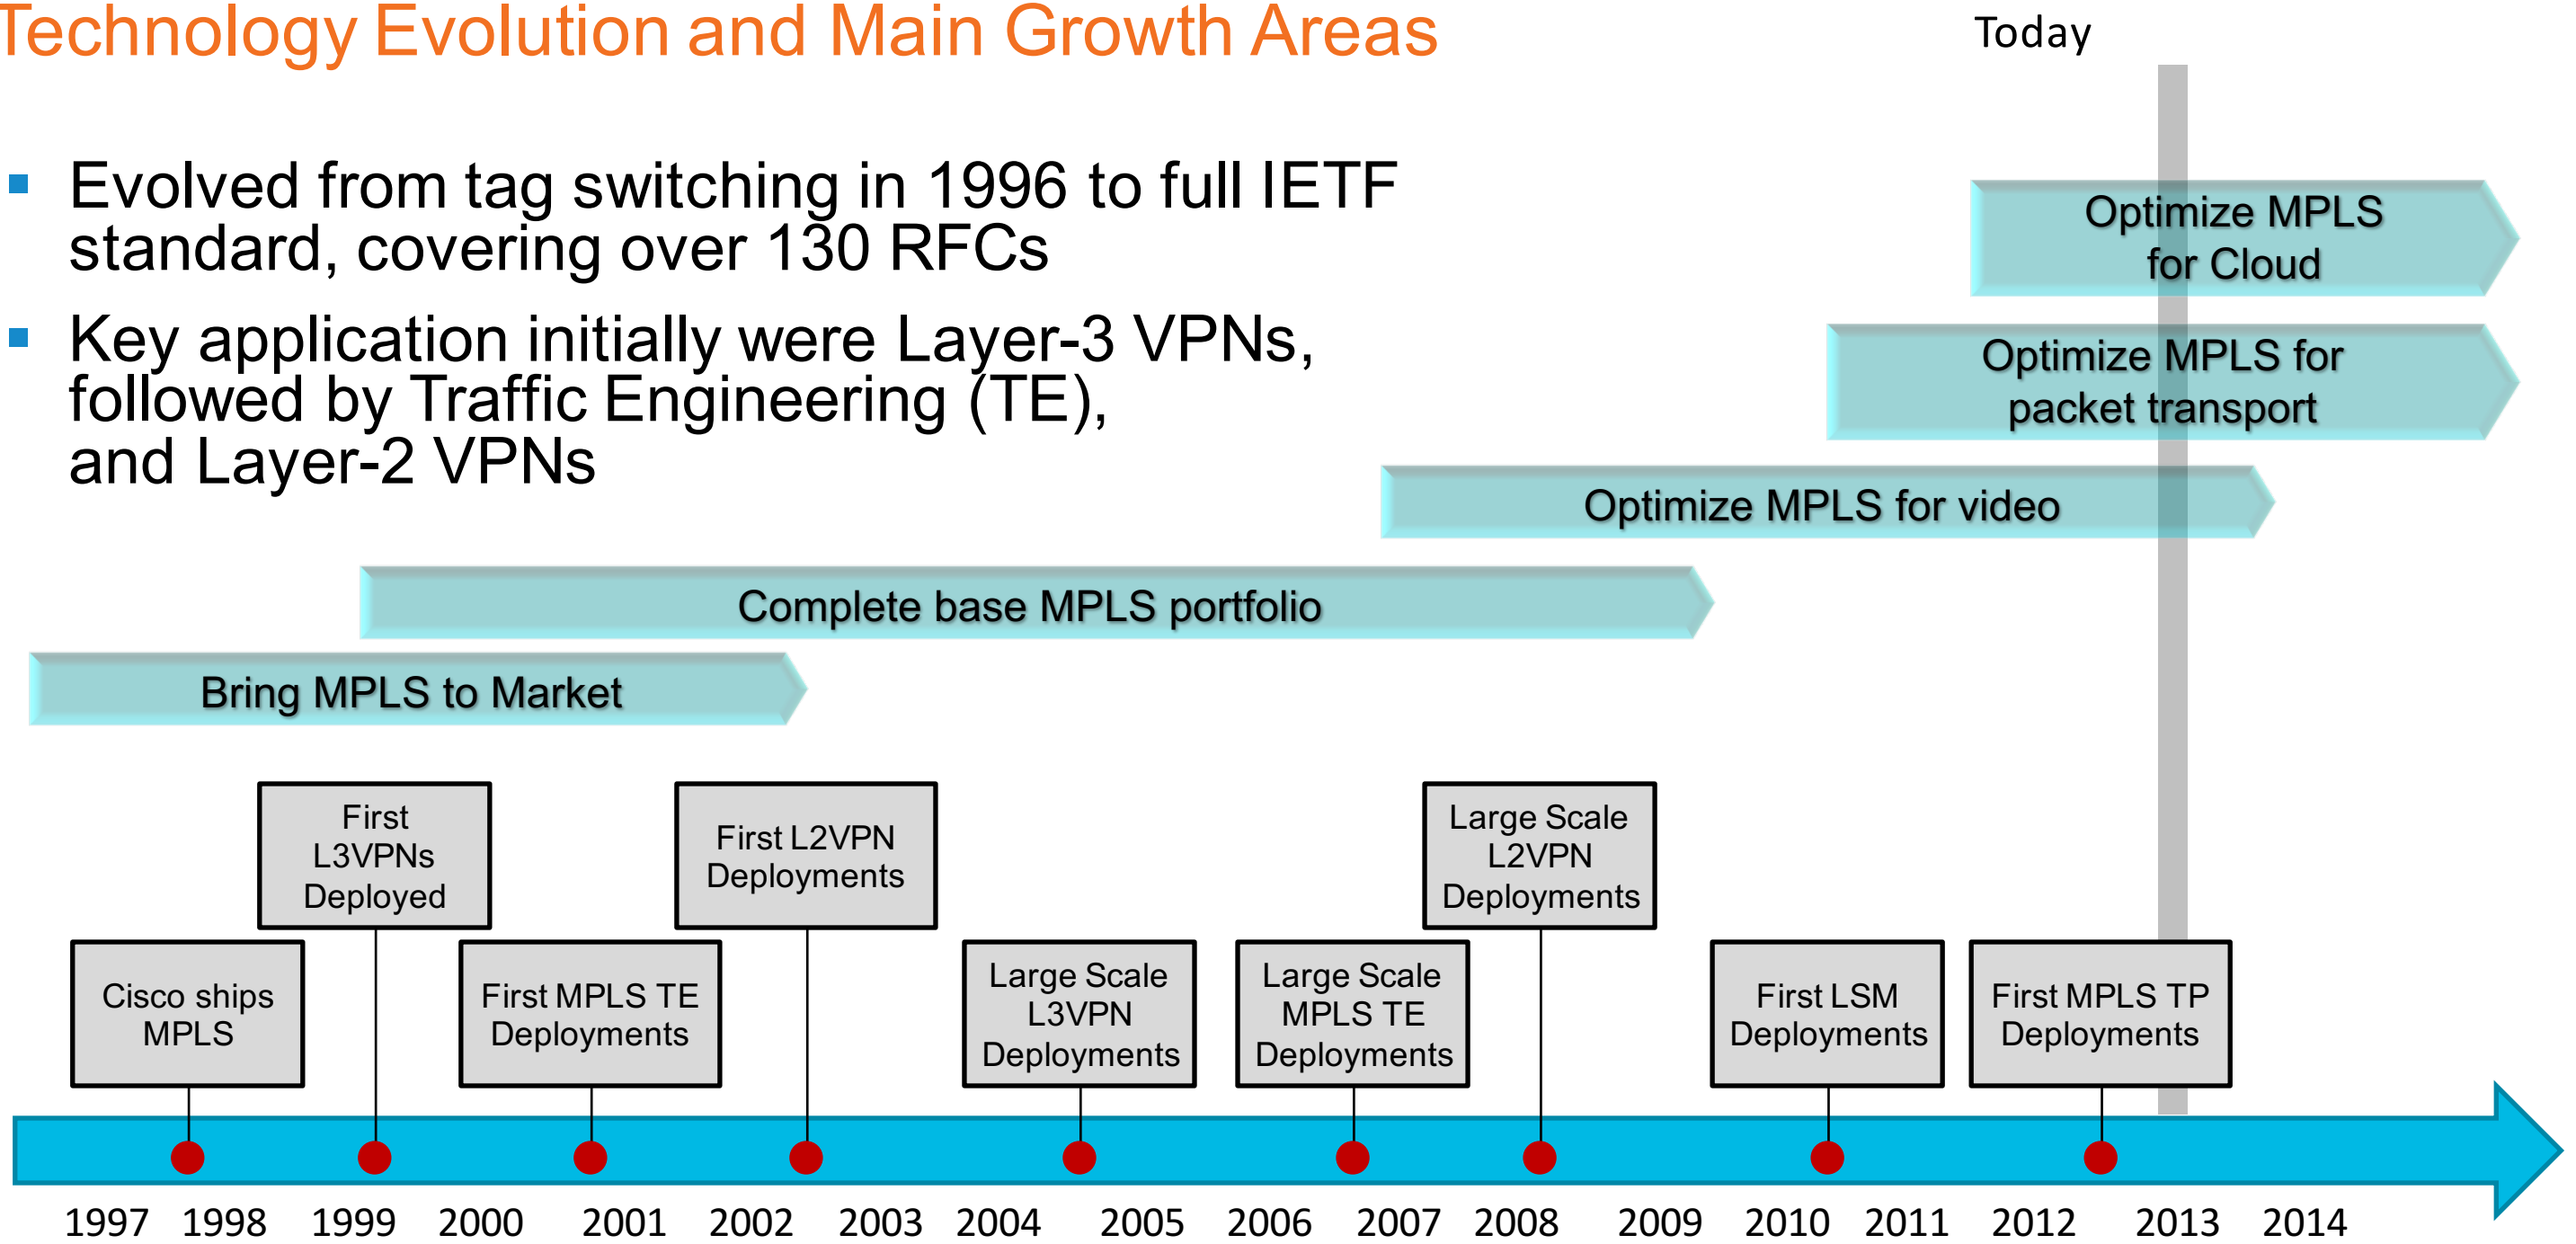 Technology Evolution and Main Growth Areas
Today
Evolved from tag switching in 1996 to full IETF
standard, covering over 130 RFCs
Key application initially were Layer-3 VPNs,
followed by Traffic Engineering (TE),
and Layer-2 VPNs
Optimize MPLS
for Cloud
Optimize MPLS for
packet transport
Optimize MPLS for video
Complete base MPLS portfolio
Bring MPLS to Market
First
L3VPNs
Deployed
First L2VPN
Deployments
Large Scale
L2VPN
Deployments
Cisco ships
MPLS
First MPLS TE
Deployments
Large Scale
L3VPN
Deployments
Large Scale
MPLS TE
Deployments
First LSM
Deployments
First MPLS TP
Deployments
1997 1998 1999 2000 2001 2002 2003 2004 2005 2006 2007 2008 2009 2010 2011 2012 2013 2014